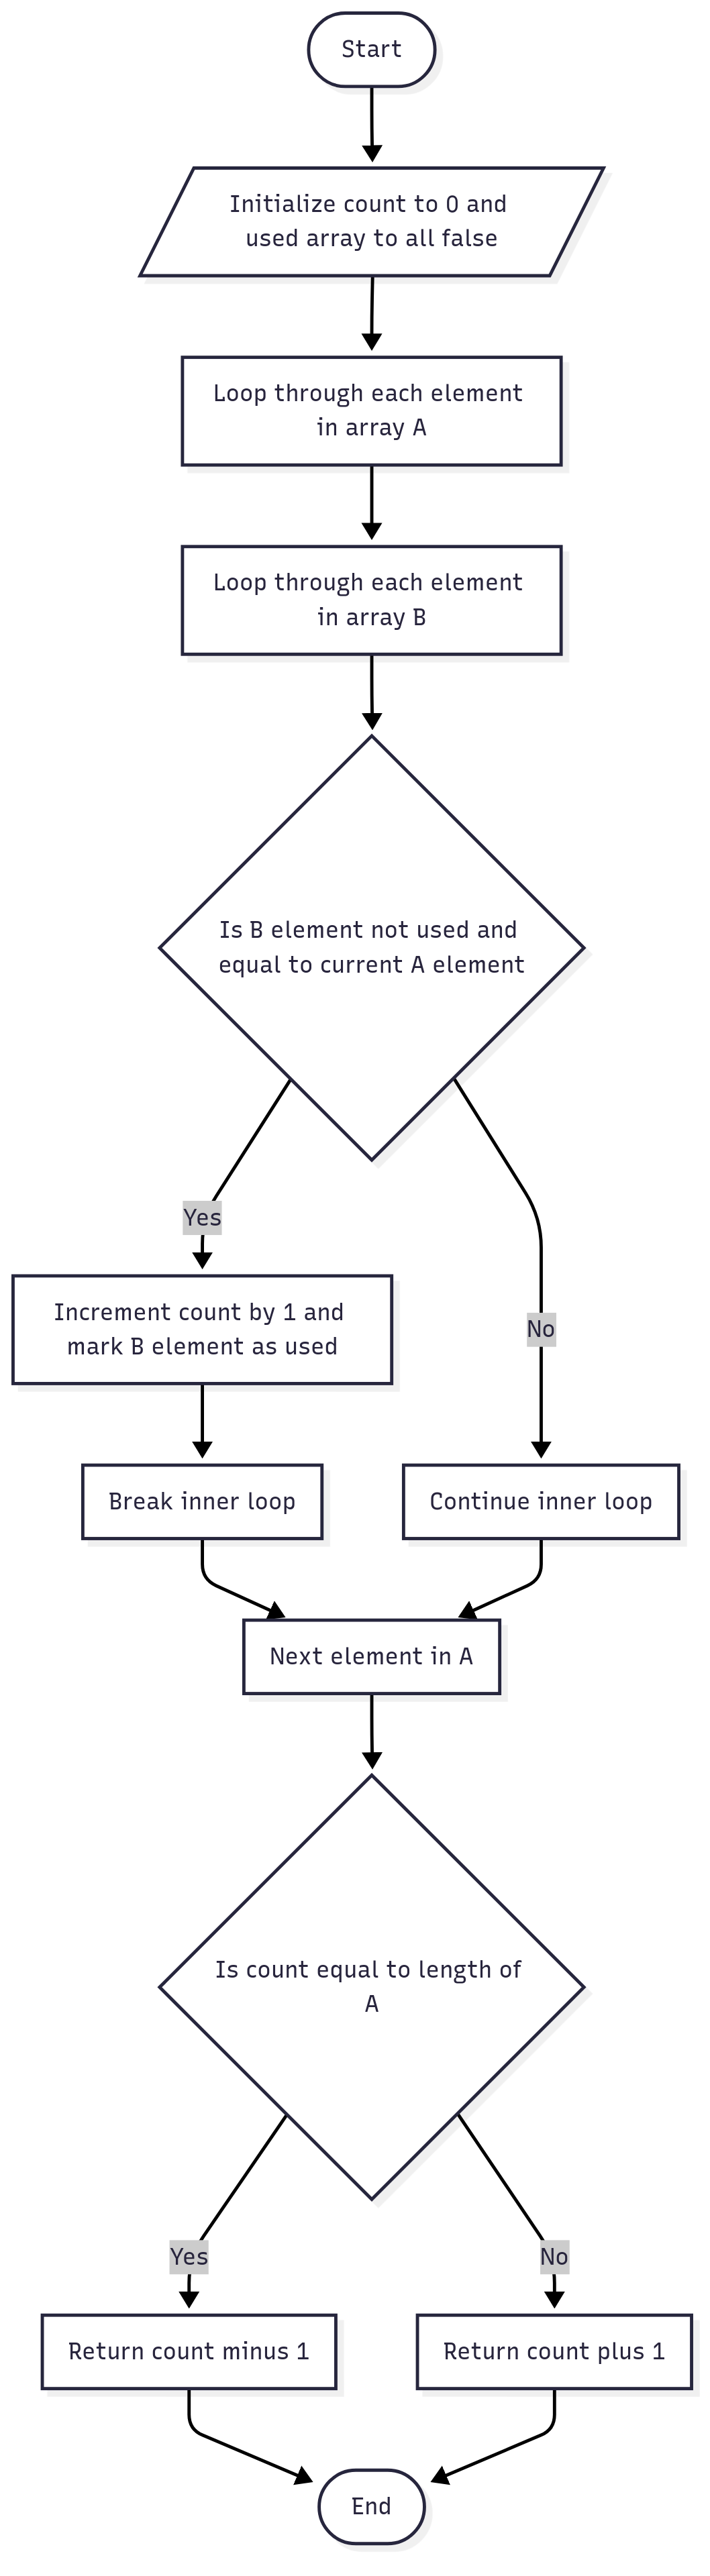 Start
Initialize count to 0 and
used array to all false
Loop through each element
in array A
Loop through each element
in array B
Is B element not used and
equal to current A element
Yes
No
Increment count by 1 and
mark B element as used
Break inner loop
Continue inner loop
Next element in A
Is count equal to length of
A
Yes
No
Return count minus 1
Return count plus 1
End